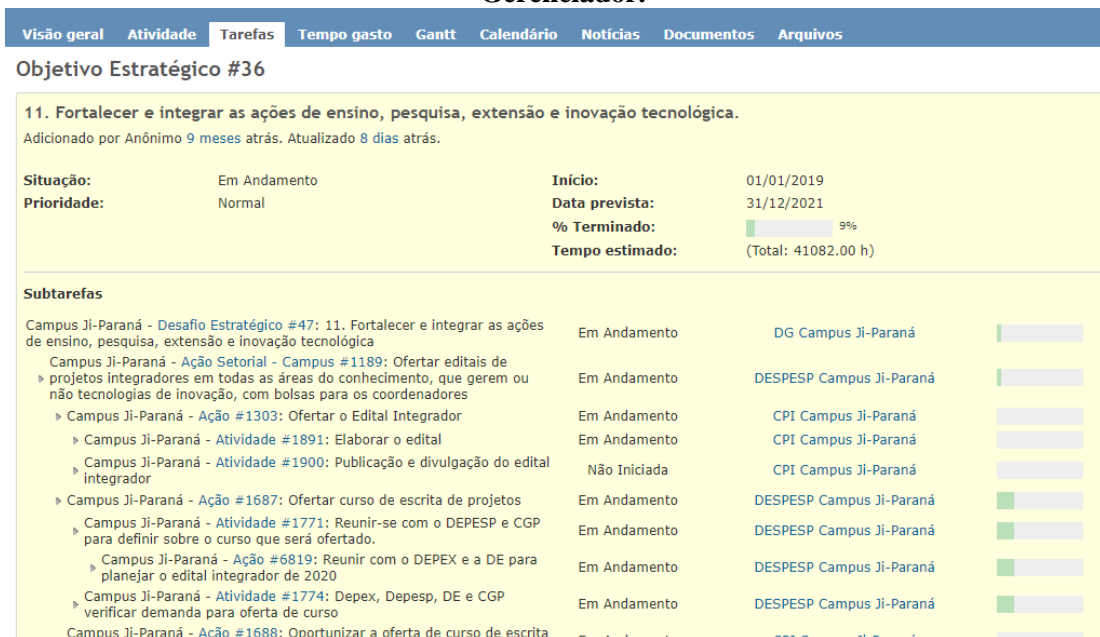 Gerenciador:
Visão geral Atividade Tarefas Tempo gasto Gantt Calendário Notícias Documentos Arquivos
Objetivo Estratégico #36
11. Fortalecer e integrar as ações de ensino, pesquisa, extensão e inovação tecnológica.
Adicionado por Anônimo 9 meses atrás. Atualizado 8 dias atrás.
Situação: Em Andamento Início: 01/01/2019
Prioridade: Normal Data prevista: 31/12/2021
% Terminado: 9%
Tempo estimado: (Total: 41082.00 h)
Subtarefas
Campus Ji-Paraná - Desafio Estratégico #47: 11. Fortalecer e integrar as ações
de ensino, pesquisa, extensão e inovação tecnológica
Em Andamento DG Campus Ji-Paraná
Campus Ji-Paraná - Ação Setorial - Campus #1189: Ofertar editais de
projetos integradores em todas as áreas do conhecimento, que gerem ou
não tecnologias de inovação, com bolsas para os coordenadores
Em Andamento DESPESP Campus Ji-Paraná
Campus Ji-Paraná - Ação #1303: Ofertar o Edital Integrador Em Andamento CPI Campus Ji-Paraná
Campus Ji-Paraná - Atividade #1891: Elaborar o edital Em Andamento CPI Campus Ji-Paraná
Campus Ji-Paraná - Atividade #1900: Publicação e divulgação do edital
integrador
Não Iniciada CPI Campus Ji-Paraná
Campus Ji-Paraná - Ação #1687: Ofertar curso de escrita de projetos Em Andamento DESPESP Campus Ji-Paraná
Campus Ji-Paraná - Atividade #1771: Reunir-se com o DEPESP e CGP
para definir sobre o curso que será ofertado.
Em Andamento DESPESP Campus Ji-Paraná
Campus Ji-Paraná - Ação #6819: Reunir com o DEPEX e a DE para
planejar o edital integrador de 2020
Em Andamento DESPESP Campus Ji-Paraná
Campus Ji-Paraná - Atividade #1774: Depex, Depesp, DE e CGP
verificar demanda para oferta de curso
Em Andamento DESPESP Campus Ji-Paraná
Campus Ji-Paraná - Ação #1688: Oportunizar a oferta de curso de escrita